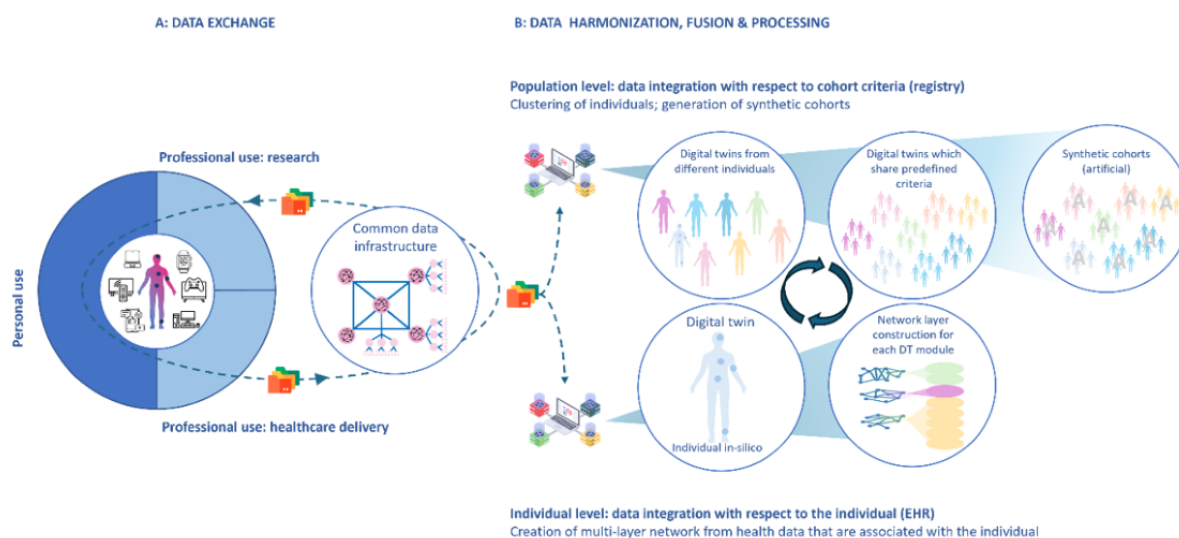 A: DATA EXCHANGE
B: DATA HARMONIZATION, FUSION & PROCESSING
Population level: data integration with respect to cohort criteria (registry)
Clustering of individuals; generation of synthetic cohorts
Professional use: research
Personal use
Common data
infrastructure
Professional use: healthcare delivery
Digital twins from
different individuals
Digital twins which
share predefined
criteria
Synthetic cohorts
(artificial)
A
A
A
A
A
A
Digital twin
Individual in-silico
Network layer
construction for
each DT module
Individual level: data integration with respect to the individual (EHR)
Creation of multi-layer network from health data that are associated with the individual